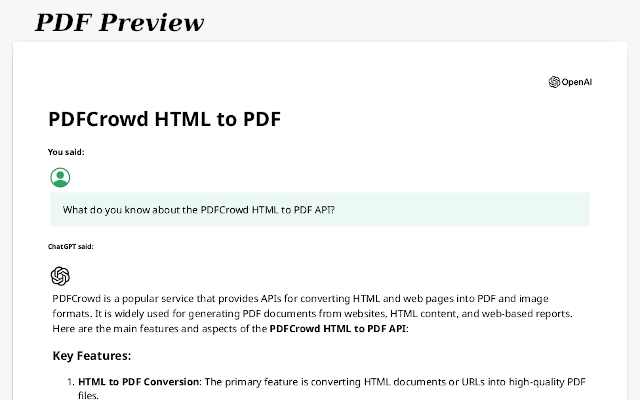 PDF Preview
OpenAI
PDFCrowd HTML to PDF
You said:
What do you know about the PDFCrowd HTML to PDF API?
ChatGPT said:
PDFCrowd is a popular service that provides APIs for converting HTML and web pages into PDF and image
formats. It is widely used for generating PDF documents from websites, HTML content, and web-based reports.
Here are the main features and aspects of the PDFCrowd HTML to PDF API:
Key Features:
1. HTML to PDF Conversion: The primary feature is converting HTML documents or URLs into high-quality PDF
files.